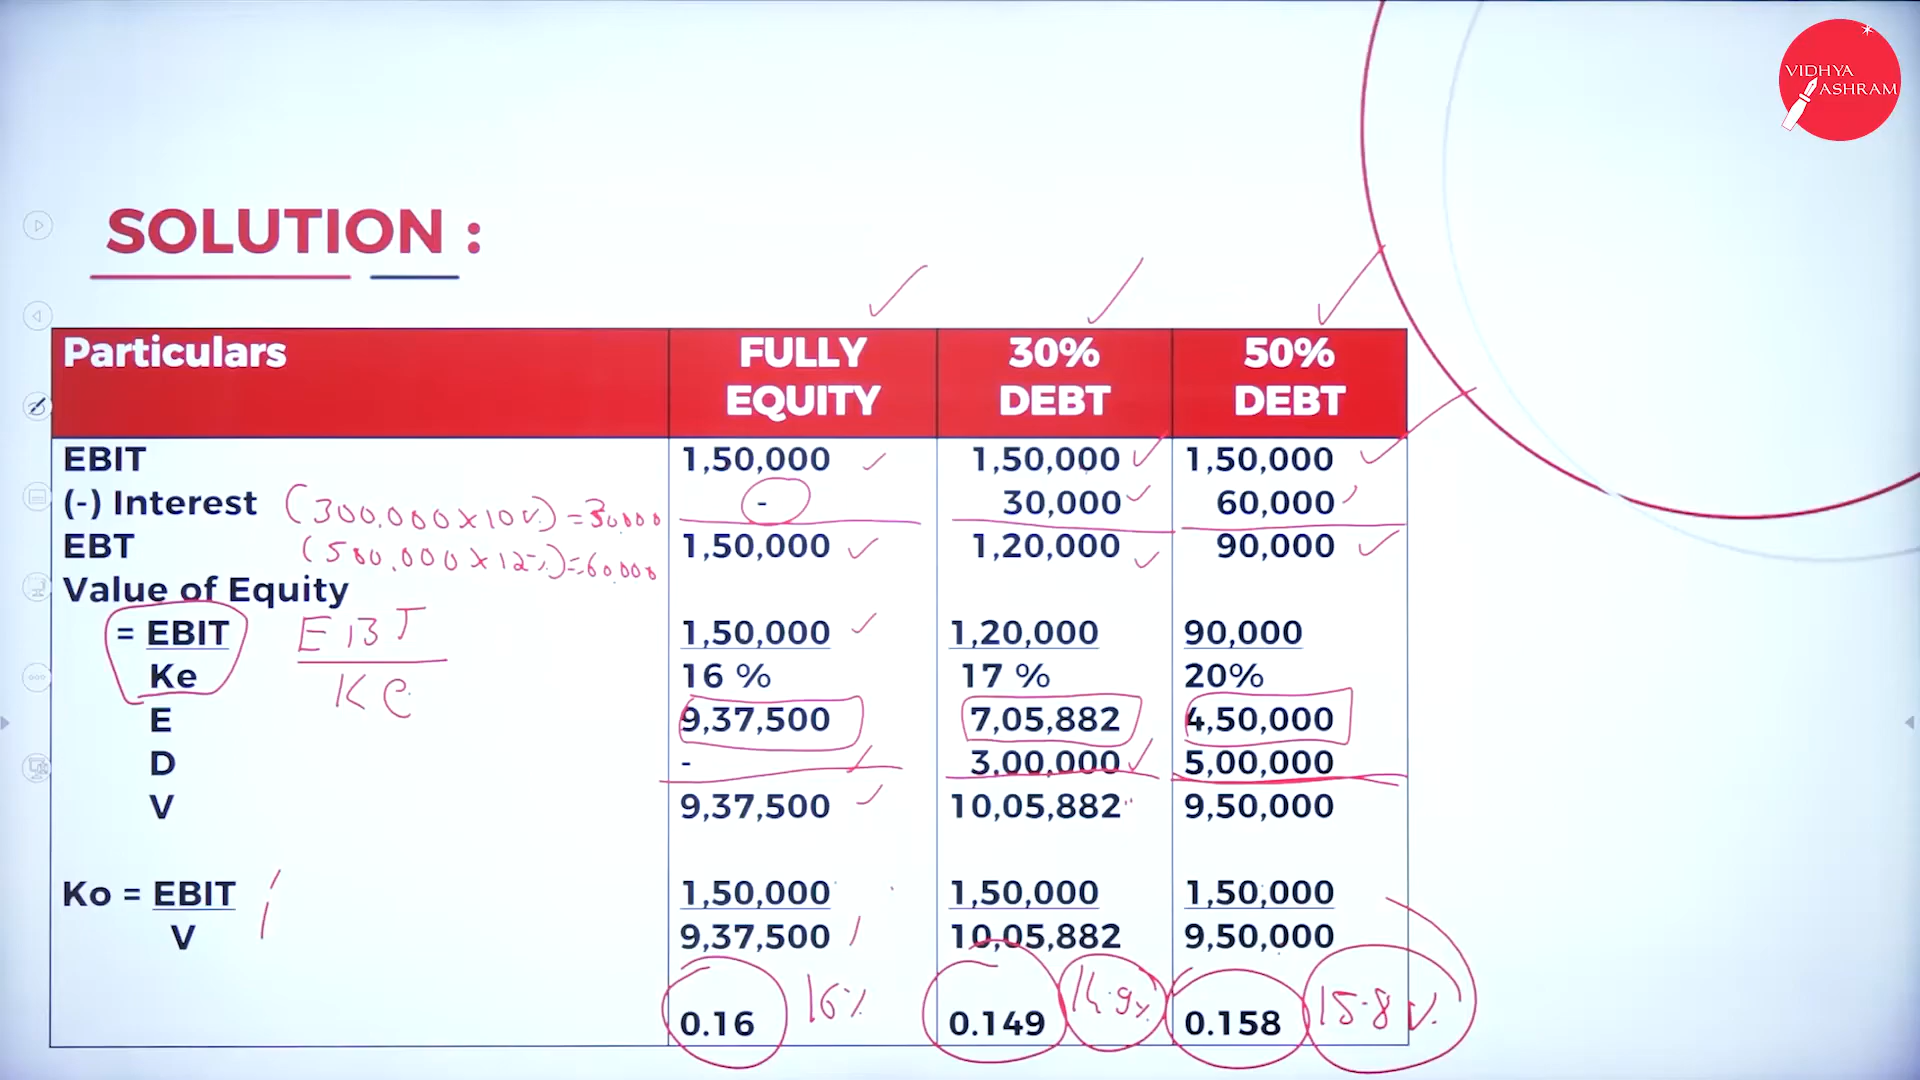 VIDHYA
ASHRAM
SOLUTION :
Particulars FULLY EQUITY 30% DEBT 50% DEBT
EBIT 1,50,000 1,50,000 1,50,000
(-) Interest (300.000 x 10%) = 30,000 - 30,000 60,000
EBT (500.000 x 12%) = 60,000 1,50,000 1,20,000 90,000
Value of Equity
= EBIT EBT 1,50,000 1,20,000 90,000
Ke Ke 16 % 17 % 20%
E 9,37,500 7,05,882 4,50,000
D - 3,00,000 5,00,000
V 9,37,500 10,05,882 9,50,000
Ko = EBIT 1,50,000 1,50,000 1,50,000
V 9,37,500 10,05,882 9,50,000
0.16 16% 0.149 14.9% 0.158 15.8%